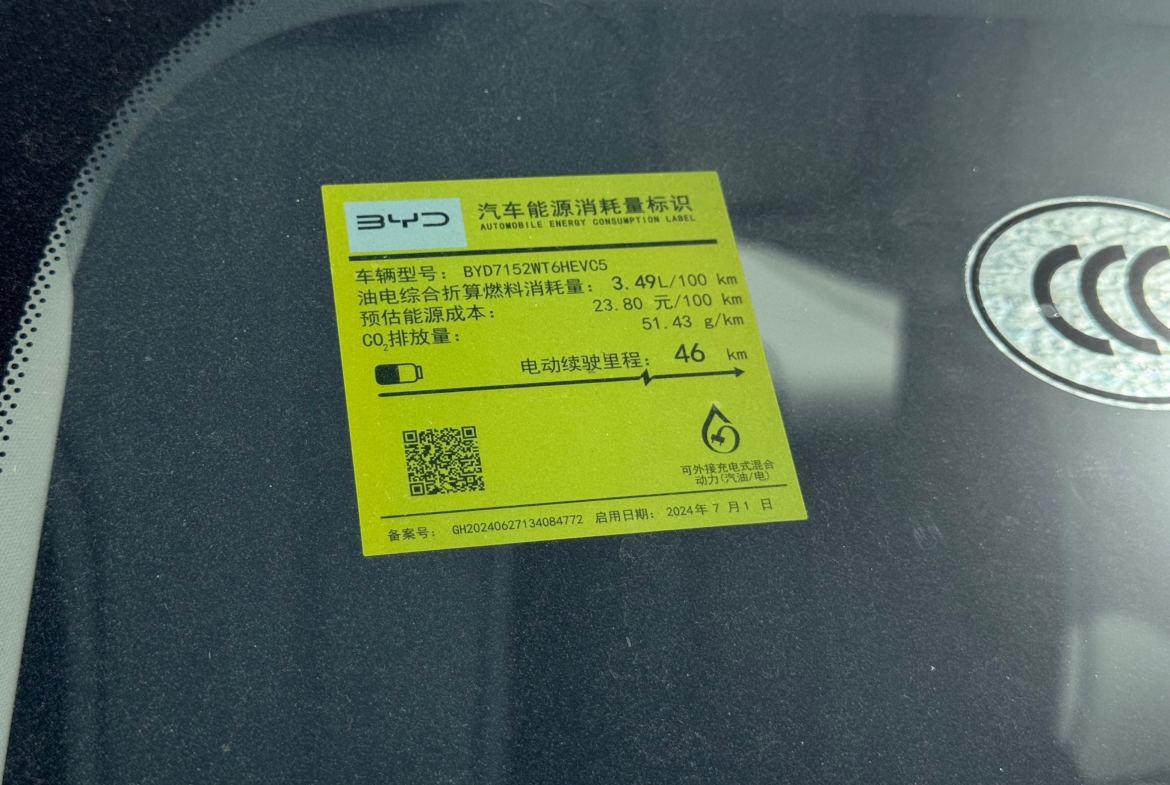 BYD
汽车能源消耗量标识
AUTOMOBILE ENERGY CONSUMPTION LABEL
车辆型号: BYD7152WT6HEVC5
油电综合折算燃料消耗量: 3.49L/100 km
预估能源成本: 23.80 元/100 km
CO₂排放量: 51.43 g/km
电动续驶里程: 46 km
可外接充电式混合
动力(汽油/电)
备案号: GH20240627134084772 启用日期: 2024年 7 月 1 日
CCC